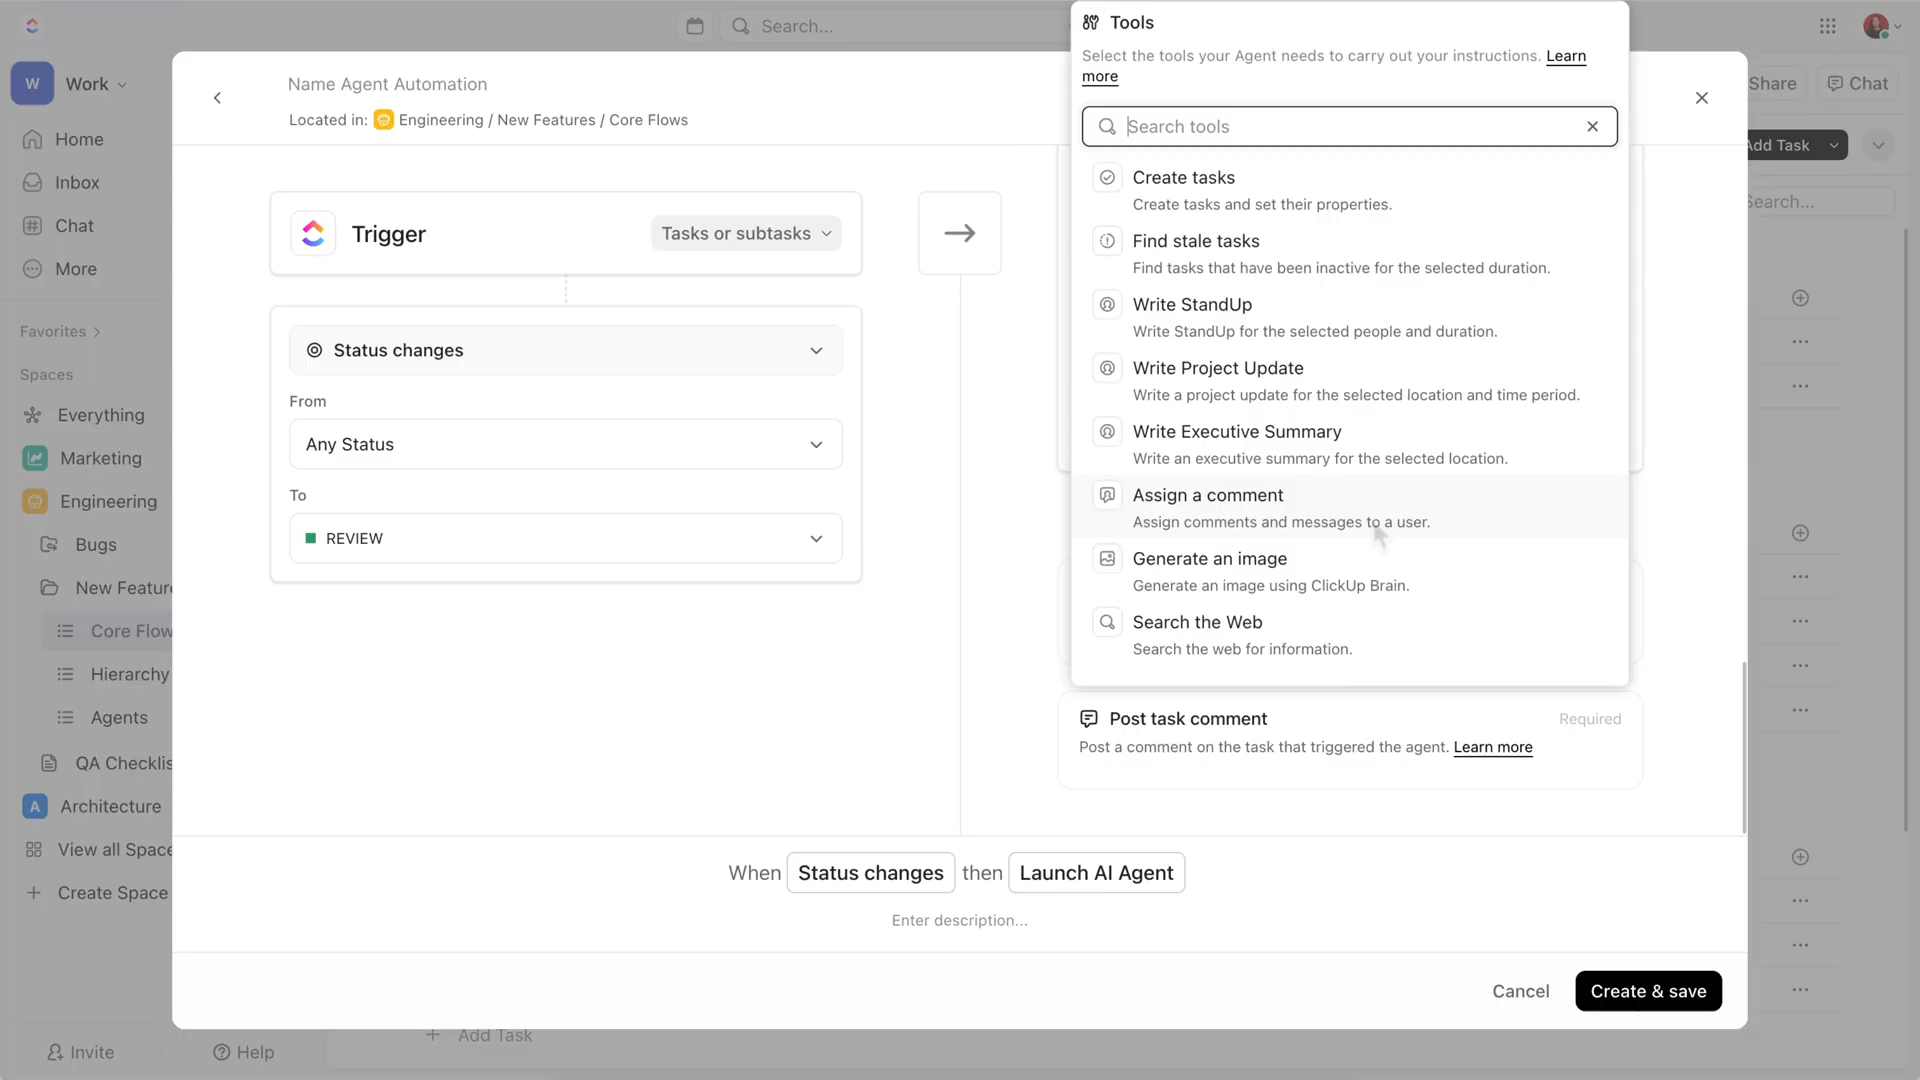 Search...
W Work
Home
Inbox
Chat
More
Favorites
Spaces
Everything
Marketing
Engineering
Bugs
New Featur
Core Flow
Hierarchy
Agents
QA Checklis
A Architecture
View all Space
Create Space
Invite
Help
Name Agent Automation
Located in: Engineering / New Features / Core Flows
Trigger
Tasks or subtasks
Status changes
From
Any Status
To
REVIEW
Tools
Select the tools your Agent needs to carry out your instructions. Learn
more
Search tools
Create tasks
Create tasks and set their properties.
Find stale tasks
Find tasks that have been inactive for the selected duration.
Write StandUp
Write StandUp for the selected people and duration.
Write Project Update
Write a project update for the selected location and time period.
Write Executive Summary
Write an executive summary for the selected location.
Assign a comment
Assign comments and messages to a user.
Generate an image
Generate an image using ClickUp Brain.
Search the Web
Search the web for information.
Post task comment
Required
Post a comment on the task that triggered the agent. Learn more
When Status changes then Launch AI Agent
Enter description...
Cancel
Create & save
Add Task
Share
Chat
Add Task
Search...